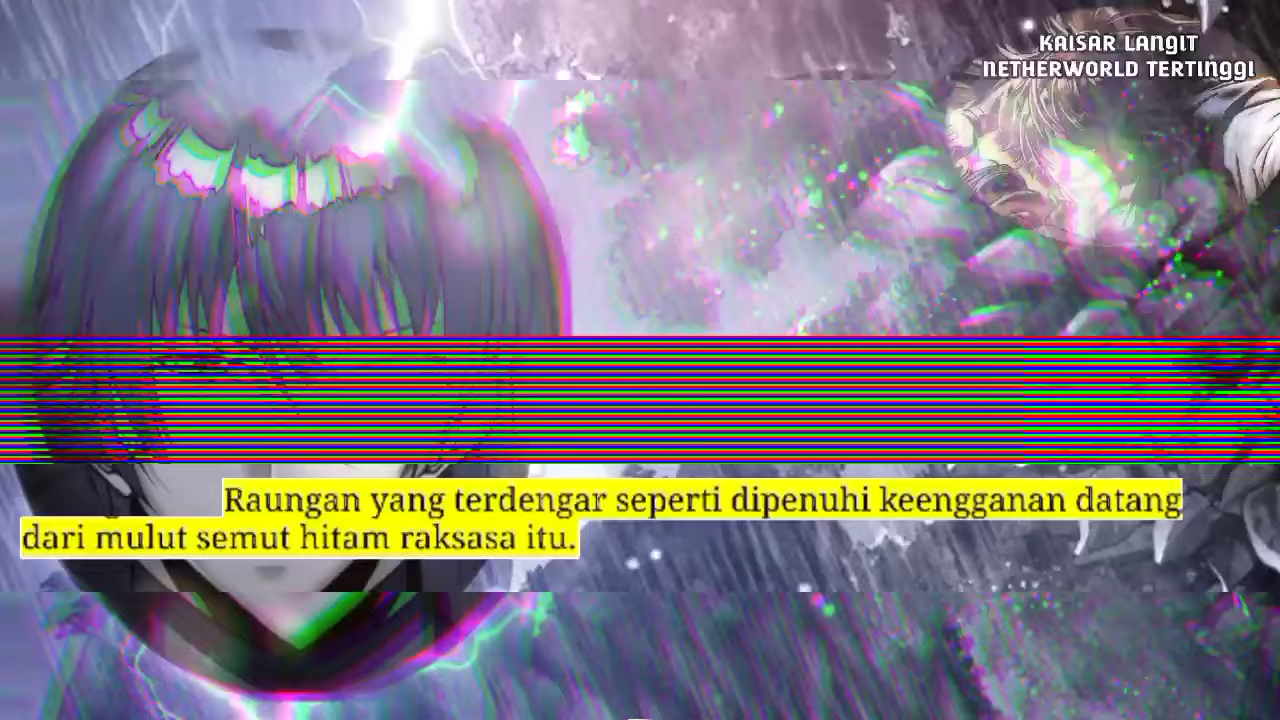 KAISAR LANGIT
NETHERWORLD TERTINGGI
Raungan yang terdengar seperti dipenuhi keengganan datang
dari mulut semut hitam raksasa itu.